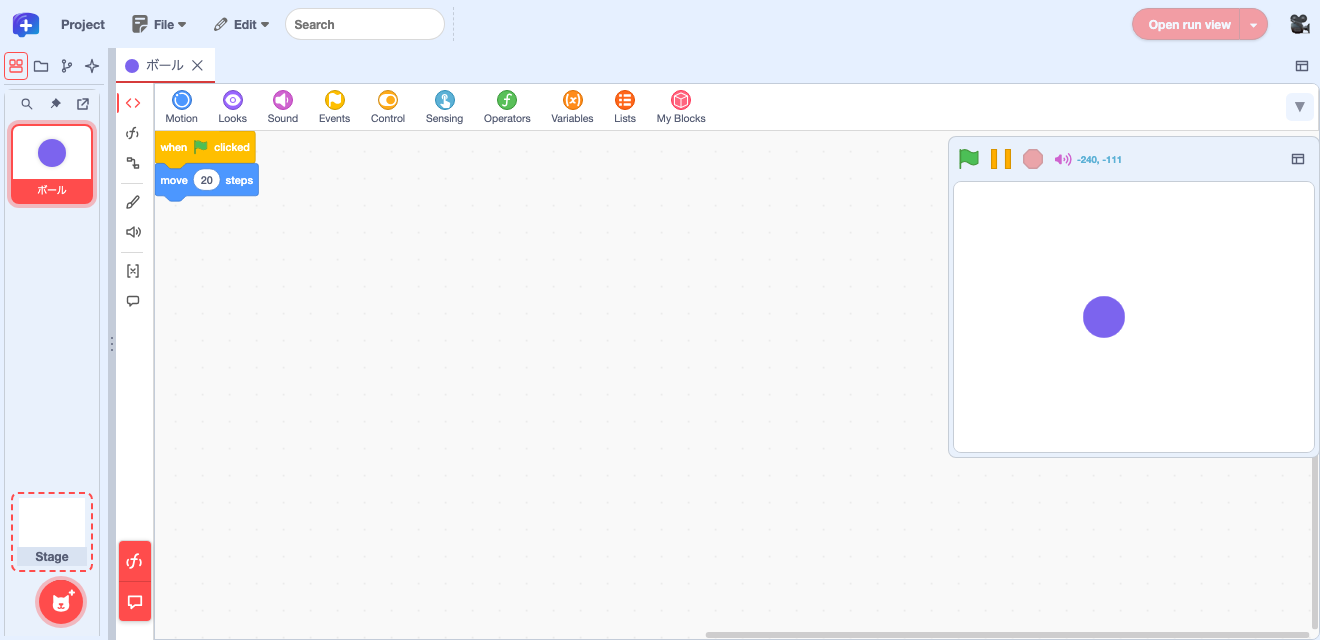 Project
File
Edit
Search
Open run view
ボール
Motion
Looks
Sound
Events
Control
Sensing
Operators
Variables
Lists
My Blocks
when clicked
move 20 steps
-240, -111
ボール
Stage